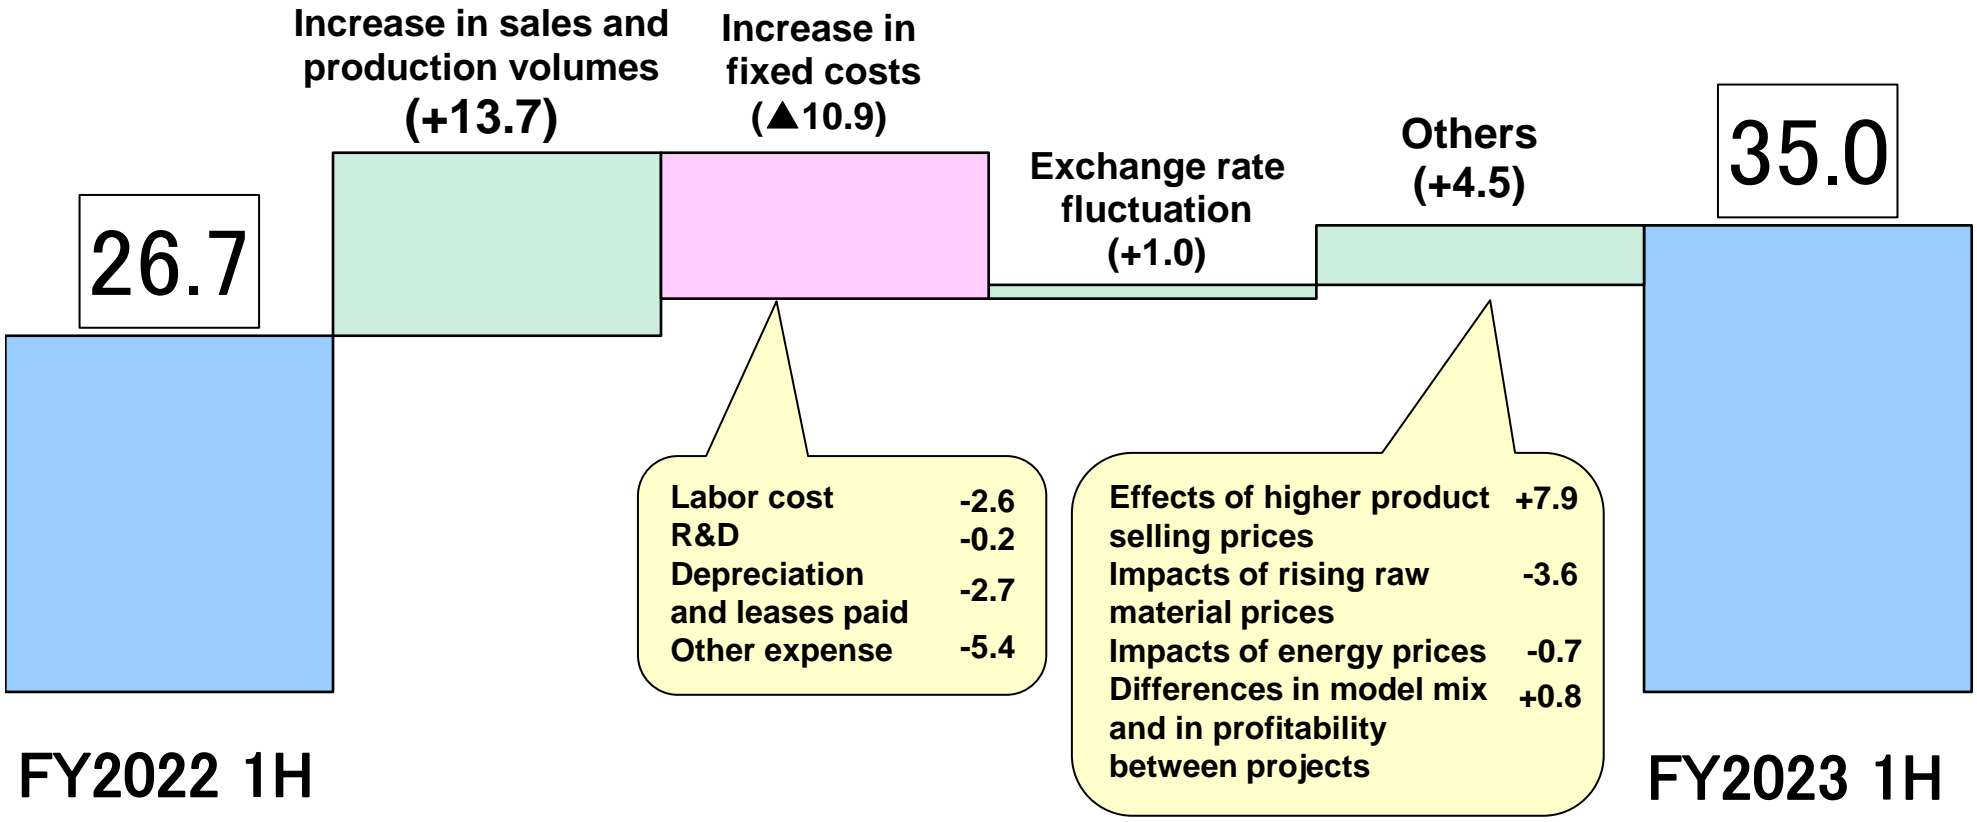 Increase in sales and
production volumes
(+13.7)
Increase in
fixed costs
(▲10.9)
Exchange rate
fluctuation
(+1.0)
Others
(+4.5)
35.0
26.7
Labor cost -2.6
R&D -0.2
Depreciation
and leases paid -2.7
Other expense -5.4
Effects of higher product +7.9
selling prices
Impacts of rising raw -3.6
material prices
Impacts of energy prices -0.7
Differences in model mix +0.8
and in profitability
between projects
FY2022 1H
FY2023 1H